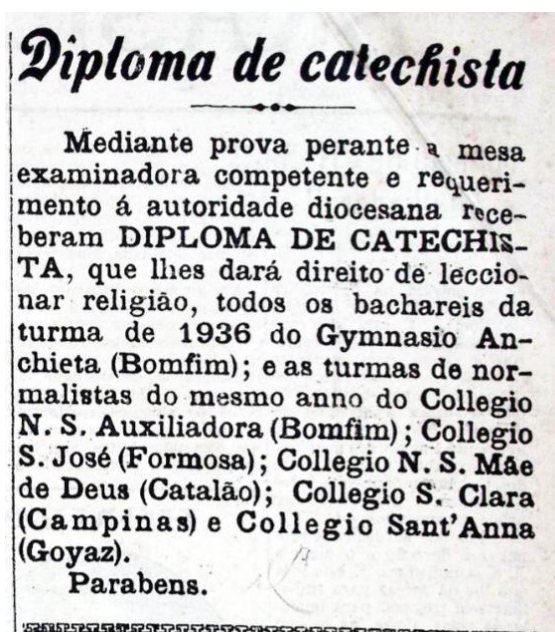 Diploma de catechista
Mediante prova perante a mesa
examinadora competente e requeri-
mento á autoridade diocesana rece-
beram DIPLOMA DE CATECHIS-
TA, que lhes dará direito de leccio-
nar religião, todos os bachareis da
turma de 1936 do Gymnasio An-
chieta (Bomfim); e as turmas de nor-
malistas do mesmo anno do Collegio
N. S. Auxiliadora (Bomfim); Collegio
S. José (Formosa); Collegio N. S. Mãe
de Deus (Catalão); Collegio S. Clara
(Campinas) e Collegio Sant'Anna
(Goyaz).
Parabens.